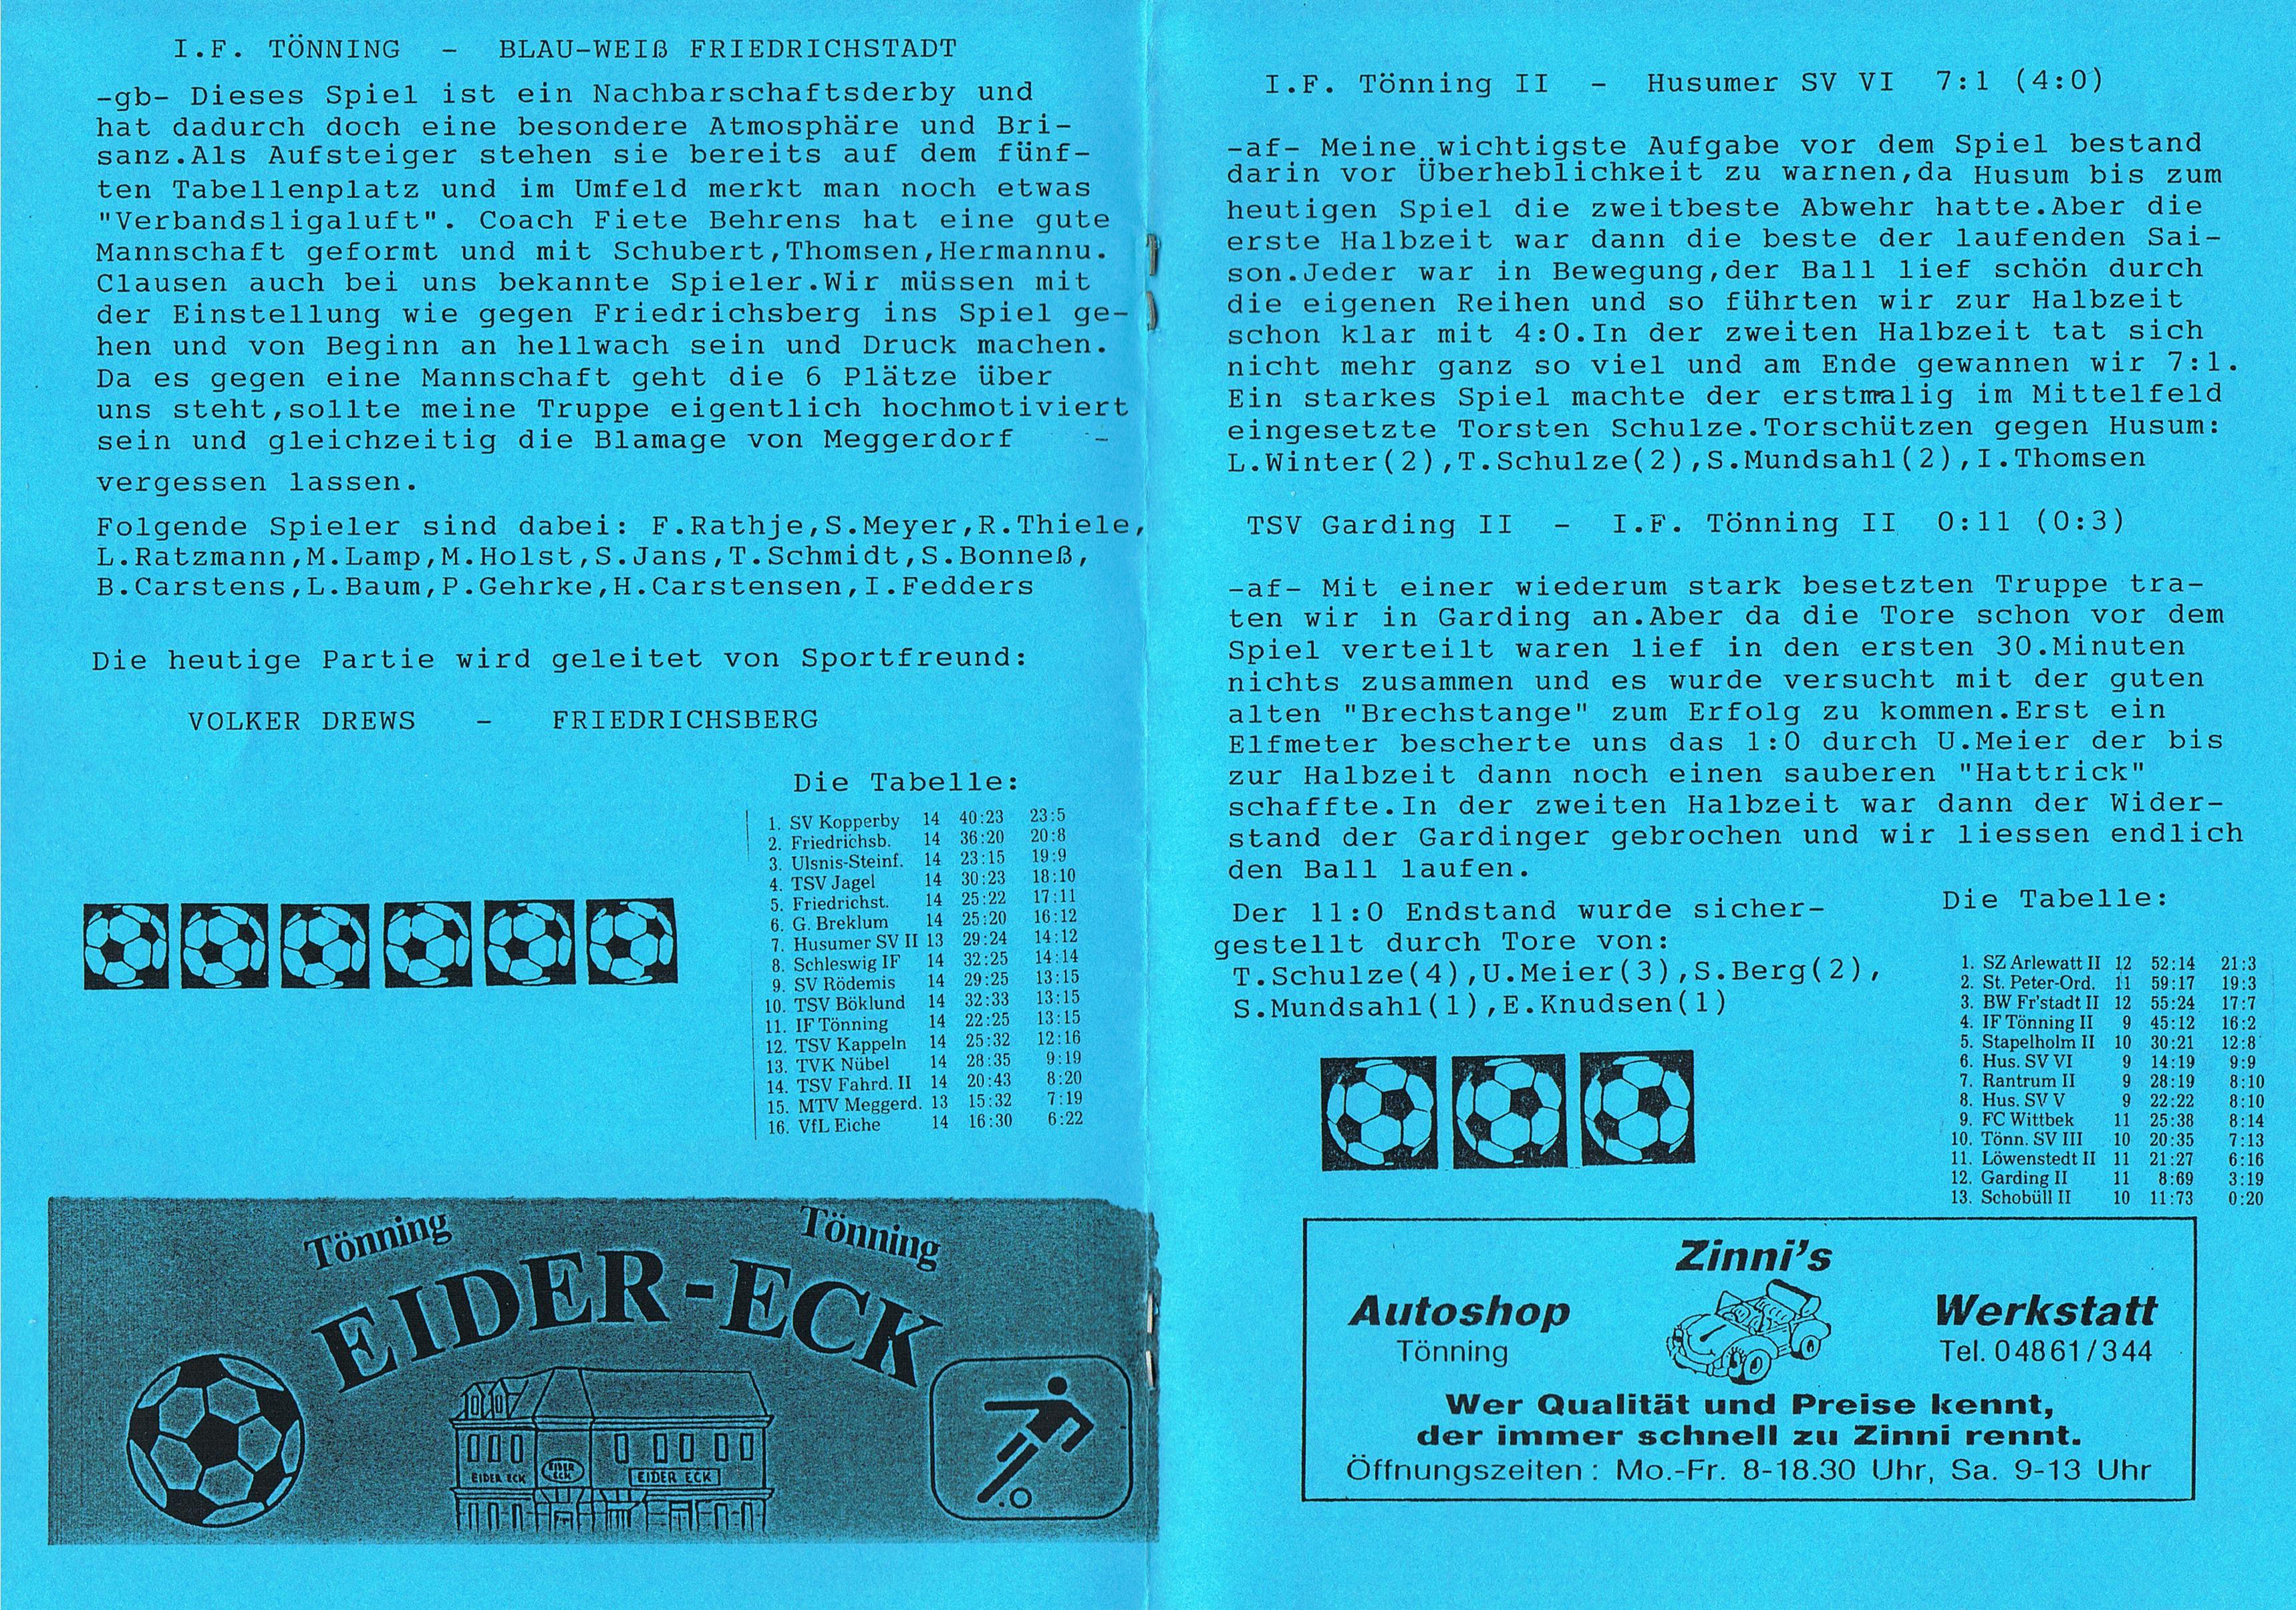 I.F. TÖNNING - BLAU-WEIß FRIEDRICHSTADT
-gb- Dieses Spiel ist ein Nachbarschaftsderby und
hat dadurch doch eine besondere Atmosphäre und Bri-
sanz.Als Aufsteiger stehen sie bereits auf dem fünf-
ten Tabellenplatz und im Umfeld merkt man noch etwas
"Verbandsligaluft". Coach Fiete Behrens hat eine gute
Mannschaft geformt und mit Schubert,Thomsen,Hermannu.
Clausen auch bei uns bekannte Spieler.Wir müssen mit
der Einstellung wie gegen Friedrichsberg ins Spiel ge-
hen und von Beginn an hellwach sein und Druck machen.
Da es gegen eine Mannschaft geht die 6 Plätze über
uns steht,sollte meine Truppe eigentlich hochmotiviert
sein und gleichzeitig die Blamage von Meggerdorf -
vergessen lassen.
Folgende Spieler sind dabei: F.Rathje,S.Meyer,R.Thiele,
L.Ratzmann,M.Lamp,M.Holst,S.Jans,T.Schmidt,S.Bonneß,
B.Carstens,L.Baum,P.Gehrke,H.Carstensen,I.Fedders
Die heutige Partie wird geleitet von Sportfreund:
VOLKER DREWS - FRIEDRICHSBERG
Die Tabelle:
1. SV Kopperby 14 40:23 23:5
2. Friedrichsb. 14 36:20 20:8
3. Ulsnis-Steinf. 14 23:15 19:9
4. TSV Jagel 14 30:23 18:10
5. Friedrichst. 14 25:22 17:11
6. G. Breklum 14 25:20 16:12
7. Husumer SV II 13 29:24 14:12
8. Schleswig IF 14 32:25 14:14
9. SV Rödemis 14 29:25 13:15
10. TSV Böklund 14 32:33 13:15
11. IF Tönning 14 22:25 13:15
12. TSV Kappeln 14 25:32 12:16
13. TVK Nübel 14 28:35 9:19
14. TSV Fahrd. II 14 20:43 8:20
15. MTV Meggerd. 13 15:32 7:19
16. VfL Eiche 14 16:30 6:22
Tönning Tönning
EIDER-ECK
EIDER ECK EIDER ECK EIDER ECK
I.F. Tönning II - Husumer SV VI 7:1 (4:0)
-af- Meine wichtigste Aufgabe vor dem Spiel bestand
darin vor Überheblichkeit zu warnen,da Husum bis zum
heutigen Spiel die zweitbeste Abwehr hatte.Aber die
erste Halbzeit war dann die beste der laufenden Sai-
son.Jeder war in Bewegung,der Ball lief schön durch
die eigenen Reihen und so führten wir zur Halbzeit
schon klar mit 4:0.In der zweiten Halbzeit tat sich
nicht mehr ganz so viel und am Ende gewannen wir 7:1.
Ein starkes Spiel machte der erstmalig im Mittelfeld
eingesetzte Torsten Schulze.Torschützen gegen Husum:
L.Winter(2),T.Schulze(2),S.Mundsahl(2),I.Thomsen
TSV Garding II - I.F. Tönning II 0:11 (0:3)
-af- Mit einer wiederum stark besetzten Truppe tra-
ten wir in Garding an.Aber da die Tore schon vor dem
Spiel verteilt waren lief in den ersten 30.Minuten
nichts zusammen und es wurde versucht mit der guten
alten "Brechstange" zum Erfolg zu kommen.Erst ein
Elfmeter bescherte uns das 1:0 durch U.Meier der bis
zur Halbzeit dann noch einen sauberen "Hattrick"
schaffte.In der zweiten Halbzeit war dann der Wider-
stand der Gardinger gebrochen und wir liessen endlich
den Ball laufen.
Der 11:0 Endstand wurde sicher-
gestellt durch Tore von:
T.Schulze(4),U.Meier(3),S.Berg(2),
S.Mundsahl(1),E.Knudsen(1)
Die Tabelle:
1. SZ Arlewatt II 12 52:14 21:3
2. St. Peter-Ord. 11 59:17 19:3
3. BW Fr'stadt II 12 55:24 17:7
4. IF Tönning II 9 45:12 16:2
5. Stapelholm II 10 30:21 12:8
6. Hus. SV VI 9 14:19 9:9
7. Rantrum II 9 28:19 8:10
8. Hus. SV V 9 22:22 8:10
9. FC Wittbek 11 25:38 8:14
10. Tönn. SV III 10 20:35 7:13
11. Löwenstedt II 11 21:27 6:16
12. Garding II 11 8:69 3:19
13. Schobüll II 10 11:73 0:20
Zinni's
Autoshop Werkstatt
Tönning Tel. 04861/344
Wer Qualität und Preise kennt,
der immer schnell zu Zinni rennt.
Öffnungszeiten: Mo.-Fr. 8-18.30 Uhr, Sa. 9-13 Uhr